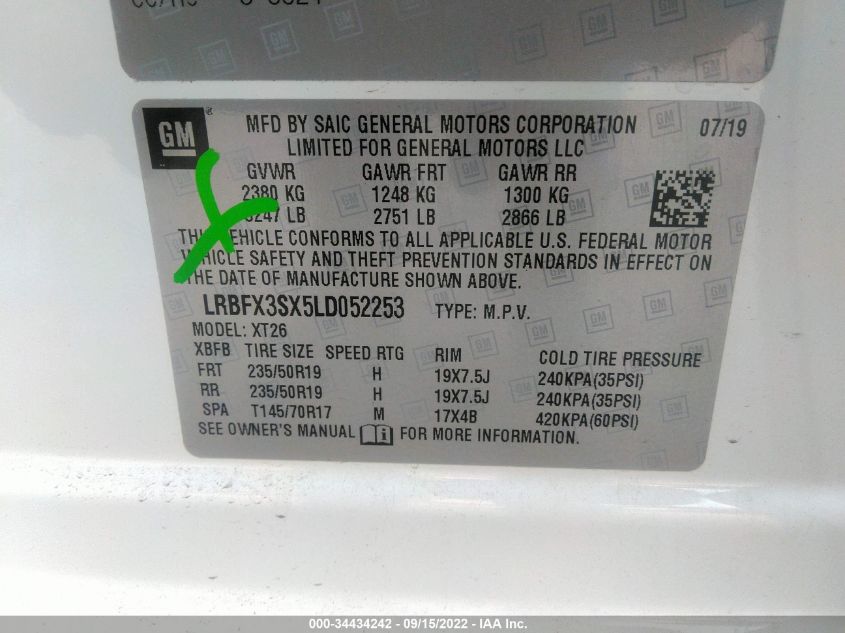 GM
®
MFD BY SAIC GENERAL MOTORS CORPORATION 07/19
LIMITED FOR GENERAL MOTORS LLC
GVWR GAWR FRT GAWR RR
2380 KG 1248 KG 1300 KG
LB 2751 LB 2866 LB
VEHICLE CONFORMS TO ALL APPLICABLE U.S. FEDERAL MOTOR
VEHICLE SAFETY AND THEFT PREVENTION STANDARDS IN EFFECT ON
THE DATE OF MANUFACTURE SHOWN ABOVE.
LRBFX3SX5LD052253 TYPE: M.P.V.
MODEL: XT26
XBFB TIRE SIZE SPEED RTG RIM COLD TIRE PRESSURE
FRT 235/50R19 H 19X7.5J 240KPA(35PSI)
RR 235/50R19 H 19X7.5J 240KPA(35PSI)
SPA T145/70R17 M 17X4B 420KPA(60PSI)
SEE OWNER'S MANUAL FOR MORE INFORMATION.
000-34434242 - 09/15/2022 - IAA Inc.